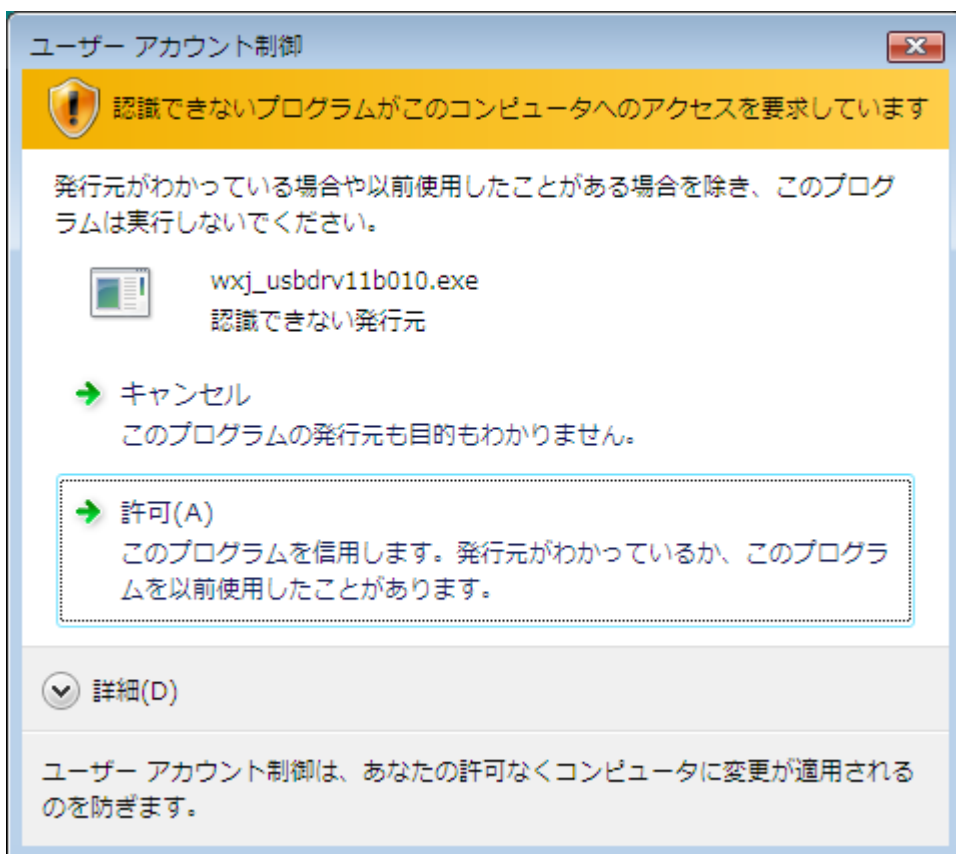 ユーザー アカウント制御
認識できないプログラムがこのコンピュータへのアクセスを要求しています
発行元がわかっている場合や以前使用したことがある場合を除き、このプログ
ラムは実行しないでください。
wxj_usbdrv11b010.exe
認識できない発行元
キャンセル
このプログラムの発行元も目的もわかりません。
許可(A)
このプログラムを信用します。発行元がわかっているか、このプログラ
ムを以前使用したことがあります。
詳細(D)
ユーザー アカウント制御は、あなたの許可なくコンピュータに変更が適用される
のを防ぎます。